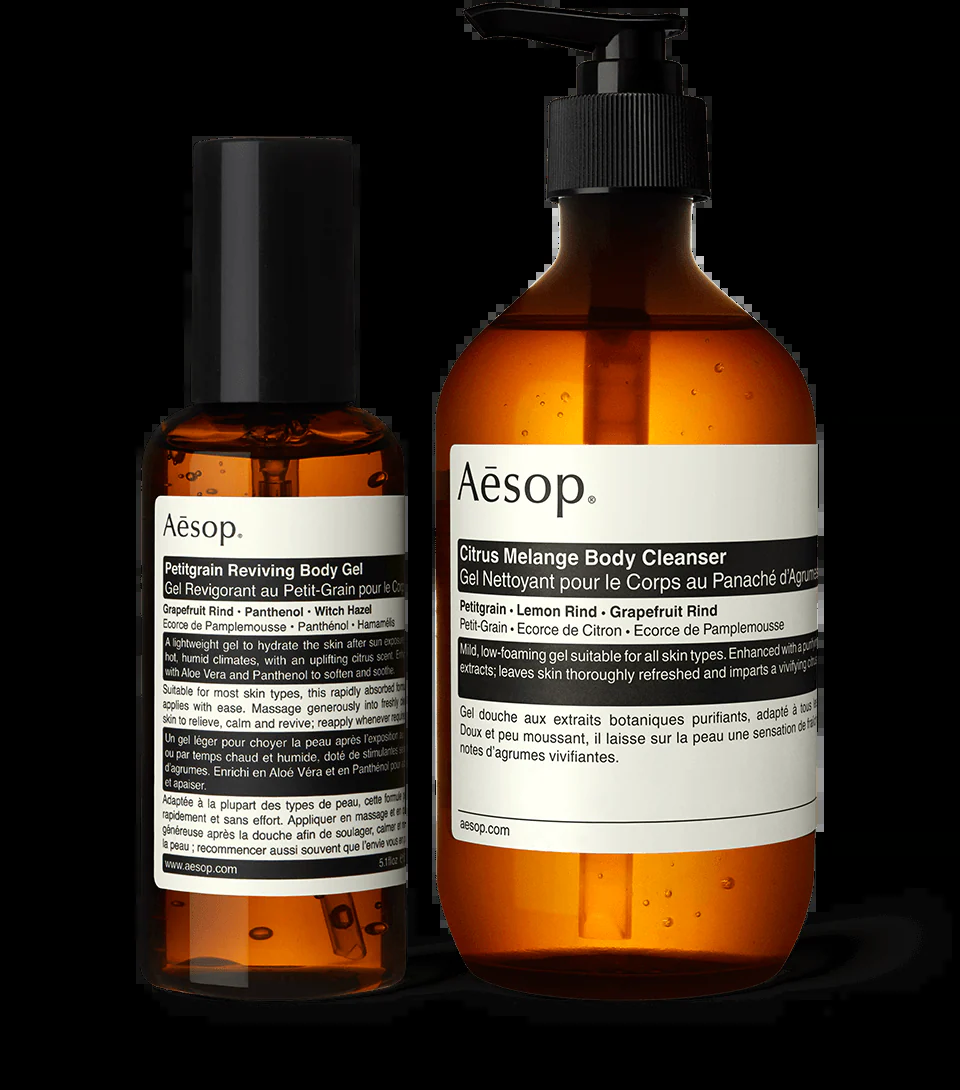 Aēsop®
Petitgrain Reviving Body Gel
Gel Revigorant au Petit-Grain pour le
Grapefruit Rind • Panthenol • Witch Hazel
Ecorce de Pamplemousse • Panthénol • Hamamélis
A lightweight gel to hydrate the skin after sun
hot, humid climates, with an uplifting citrus scent.
with Aloe Vera and Panthenol to soften and soothe.
Suitable for most skin types, this rapidly absorbed
applies with ease. Massage generously into freshly
skin to relieve, calm and revive; reapply whenever
Un gel léger pour choyer la peau après l'exposition
ou par temps chaud et humide, doté de stimulantes
d'agrumes. Enrichi en Aloé Véra et en Panthénol pour
et apaiser.
Adaptée à la plupart des types de peau, cette formule
rapidement et sans effort. Appliquer en massage et en
généreuse après la douche afin de soulager, calmer et
la peau ; recommencer aussi souvent que l'envie vous
www.aesop.com 5.1 fl oz
Aēsop®
Citrus Melange Body Cleanser
Gel Nettoyant pour le Corps au Panaché d'Agrumes
Petitgrain • Lemon Rind • Grapefruit Rind
Petit-Grain • Ecorce de Citron • Ecorce de Pamplemousse
Mild, low-foaming gel suitable for all skin types. Enhanced with a
extracts; leaves skin thoroughly refreshed and imparts a vivifying
Gel douche aux extraits botaniques purifiants, adapté à tous
Doux et peu moussant, il laisse sur la peau une sensation de
notes d'agrumes vivifiantes.
aesop.com